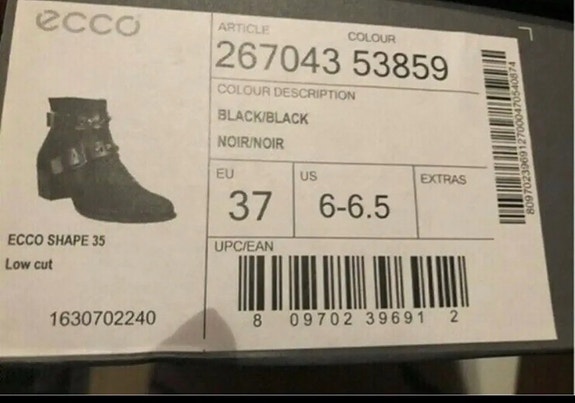 ecco
ARTICLE COLOUR
267043 53859
COLOUR DESCRIPTION
BLACK/BLACK
NOIR/NOIR
EU US EXTRAS
37 6-6.5
ECCO SHAPE 35
Low cut
UPC/EAN
1630702240
8 09702 39691 2